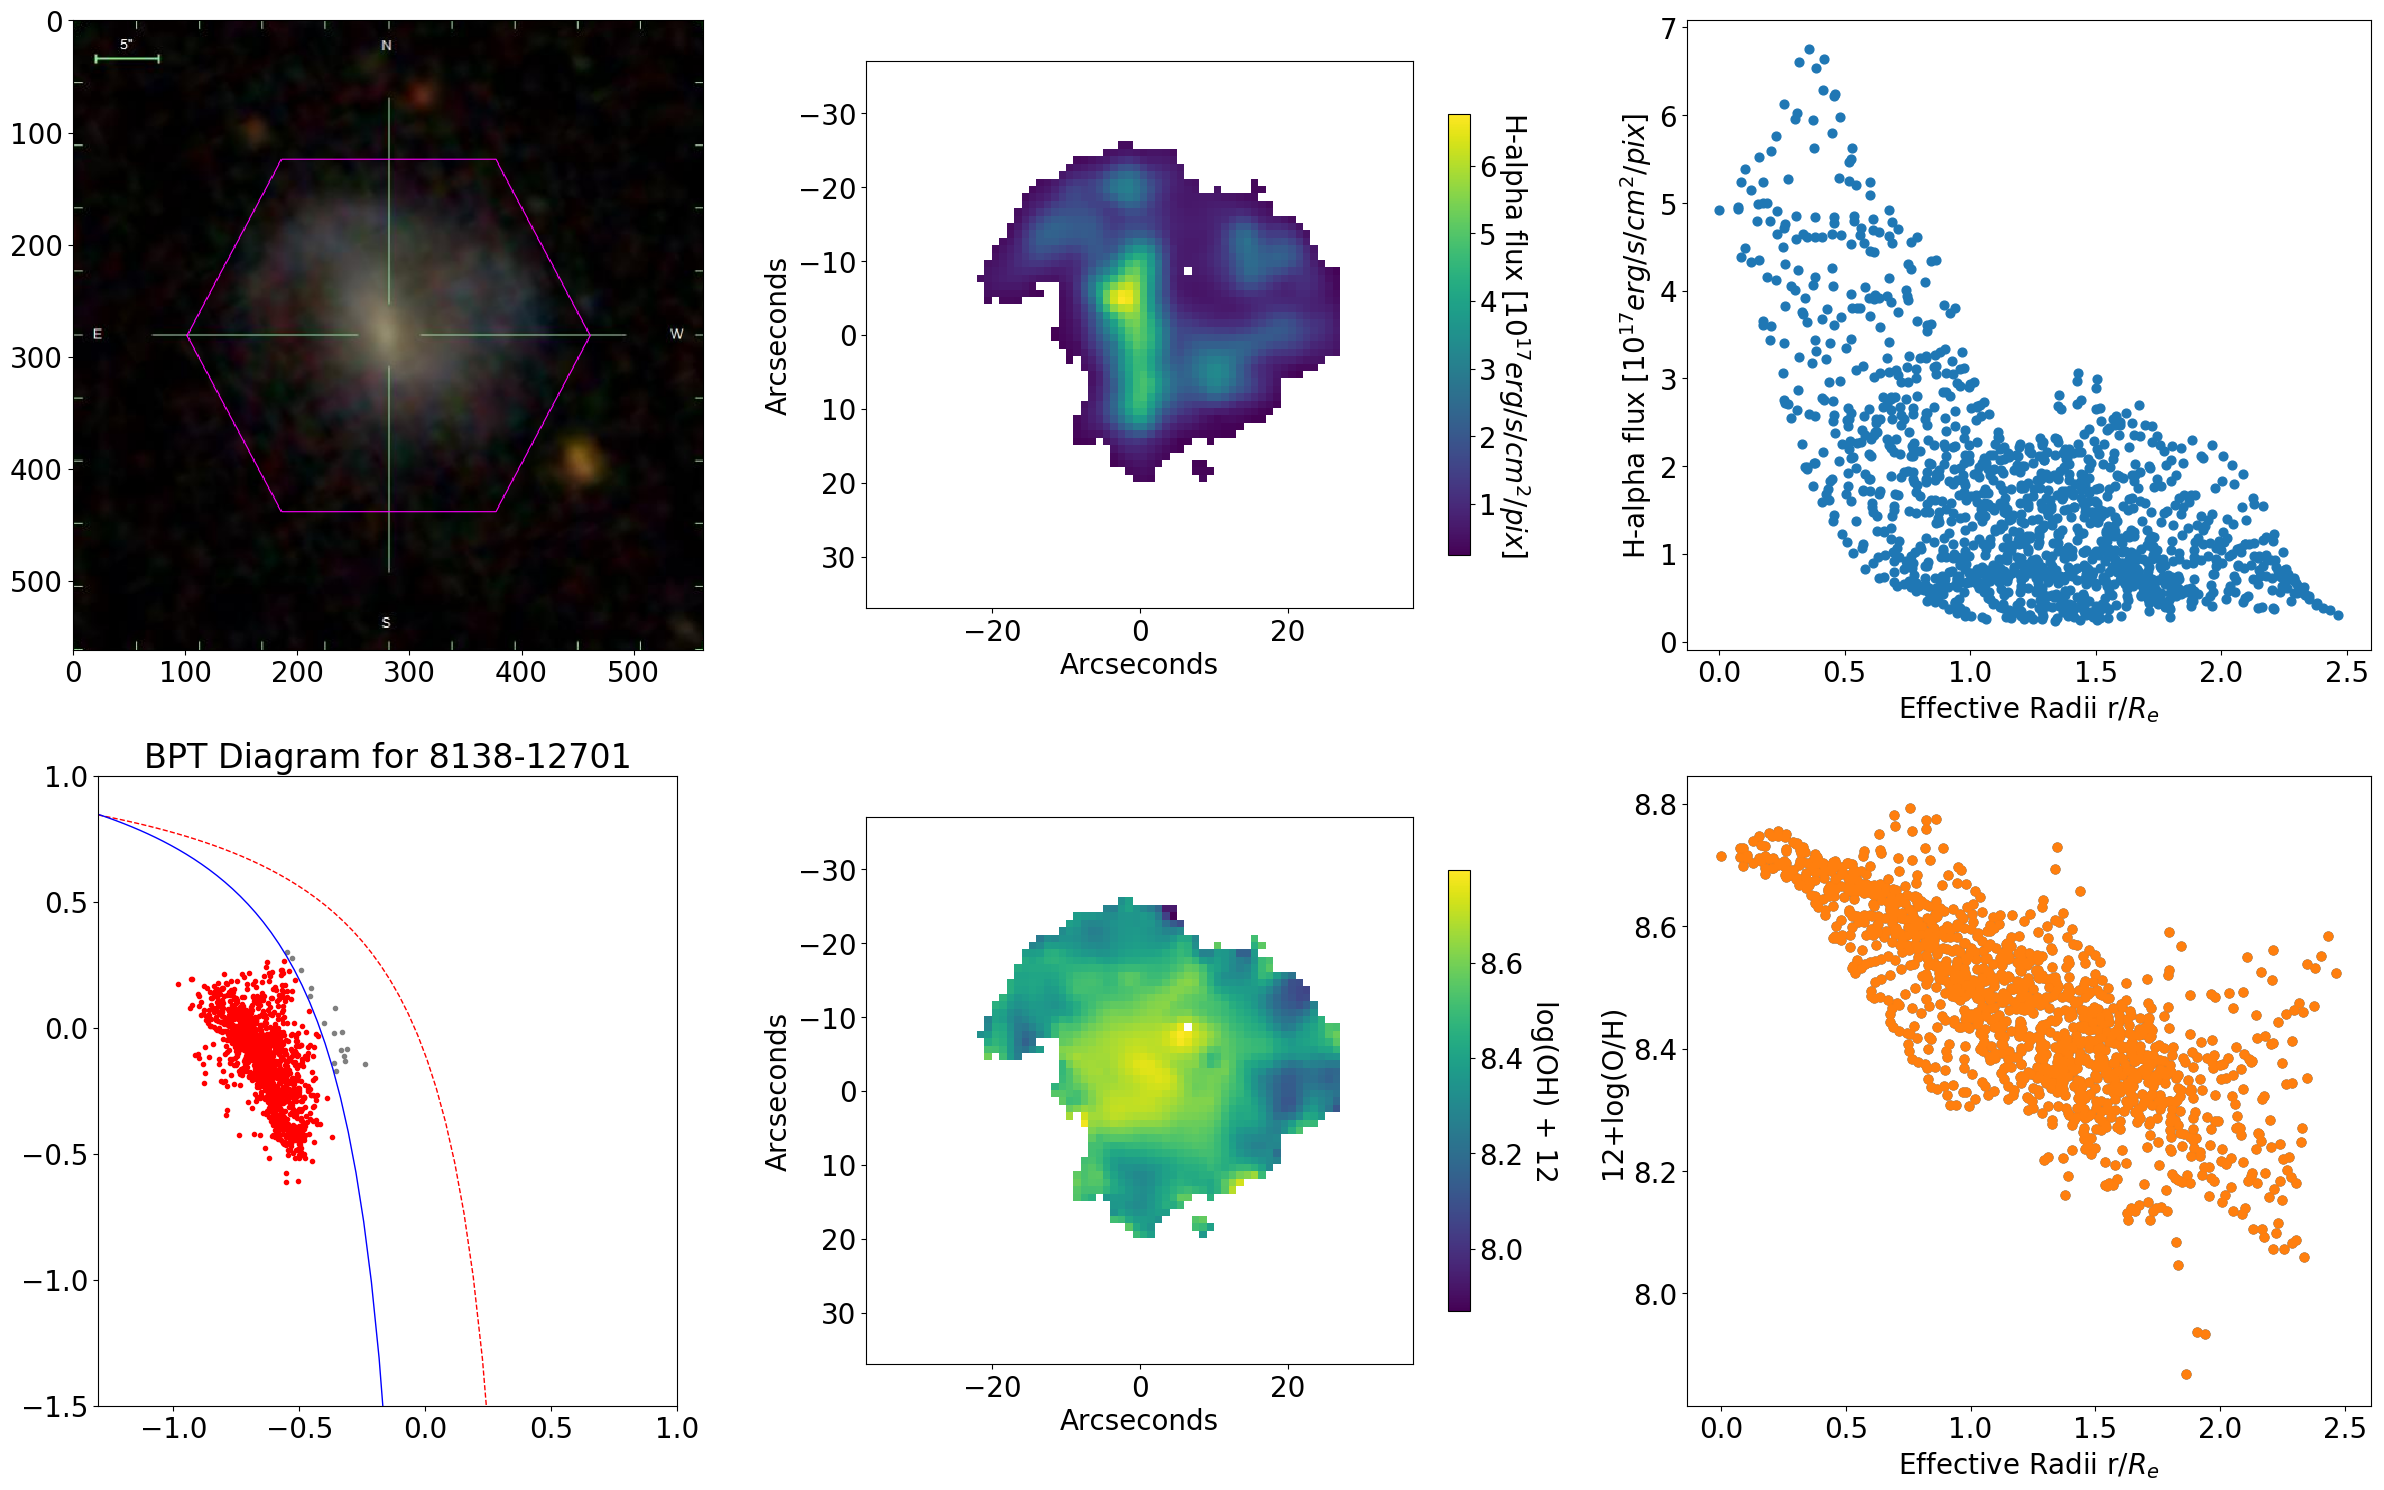 0
100
200
300
400
500
0 100 200 300 400 500
5"
N
E
W
S
−30
−20
−10
0
10
20
30
Arcseconds
−20 0 20
Arcseconds
6
5
4
3
2
1
H-alpha flux [10^17 erg/s/cm^2/pix]
7
6
5
4
3
2
1
0
H-alpha flux [10^17 erg/s/cm^2/pix]
0.0 0.5 1.0 1.5 2.0 2.5
Effective Radii r/R_e
BPT Diagram for 8138-12701
1.0
0.5
0.0
−0.5
−1.0
−1.5
−1.0 −0.5 0.0 0.5 1.0
−30
−20
−10
0
10
20
30
Arcseconds
−20 0 20
Arcseconds
8.6
8.4
8.2
8.0
log(OH) + 12
8.8
8.6
8.4
8.2
8.0
12+log(O/H)
0.0 0.5 1.0 1.5 2.0 2.5
Effective Radii r/R_e